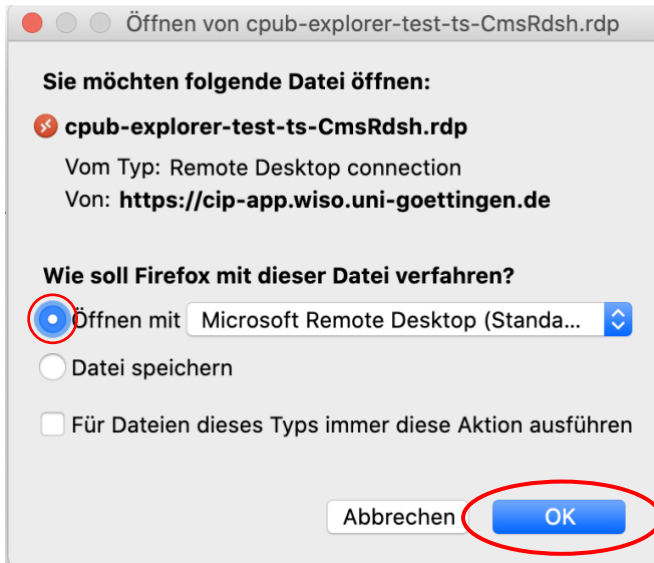 Öffnen von cpub-explorer-test-ts-CmsRdsh.rdp
Sie möchten folgende Datei öffnen:
cpub-explorer-test-ts-CmsRdsh.rdp
Vom Typ: Remote Desktop connection
Von: https://cip-app.wiso.uni-goettingen.de
Wie soll Firefox mit dieser Datei verfahren?
Öffnen mit Microsoft Remote Desktop (Standa...
Datei speichern
Für Dateien dieses Typs immer diese Aktion ausführen
Abbrechen OK